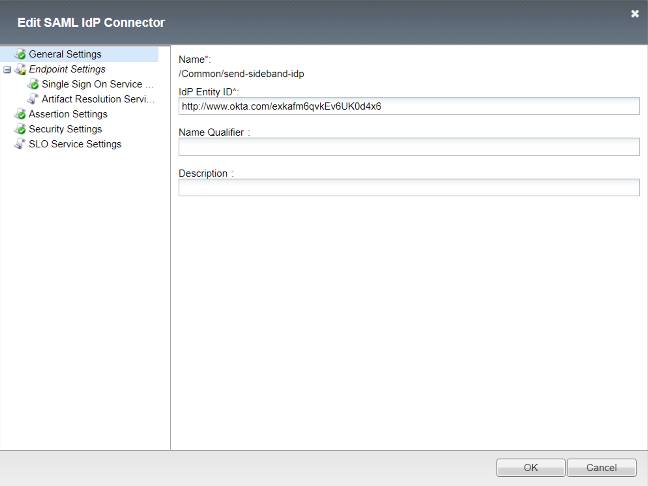 Edit SAML IdP Connector
General Settings
Endpoint Settings
Single Sign On Service ...
Artifact Resolution Servi...
Assertion Settings
Security Settings
SLO Service Settings
Name*:
/Common/send-sideband-idp
IdP Entity ID*:
http://www.okta.com/exkafm6qvkEv6UK0d4x6
Name Qualifier :
Description :
OK
Cancel